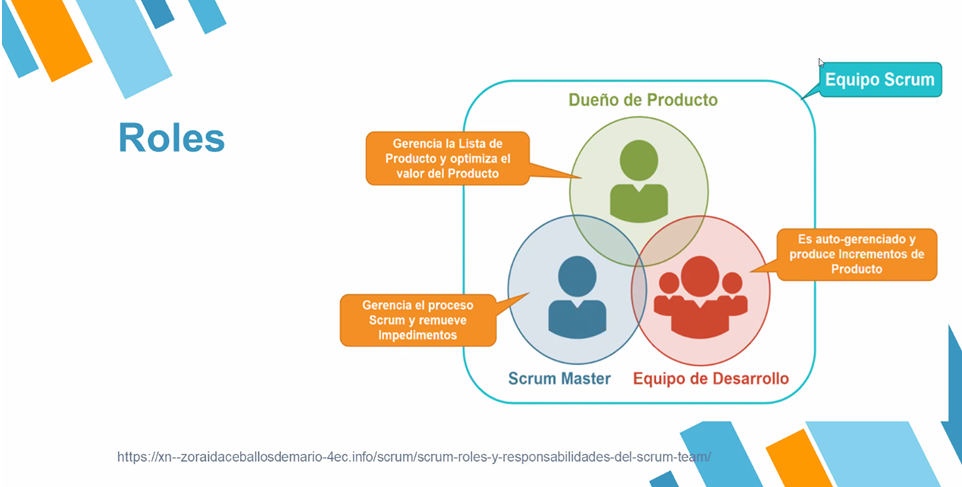 Equipo Scrum
Dueño de Producto
Roles
Gerencia la Lista de
Producto y optimiza el
valor del Producto
Es auto-gerenciado y
produce Incrementos de
Producto
Gerencia el proceso
Scrum y remueve
Impedimentos
Scrum Master
Equipo de Desarrollo
https://xn--zoraidaceballosdemario-4ec.info/scrum/scrum-roles-y-responsabilidades-del-scrum-team/